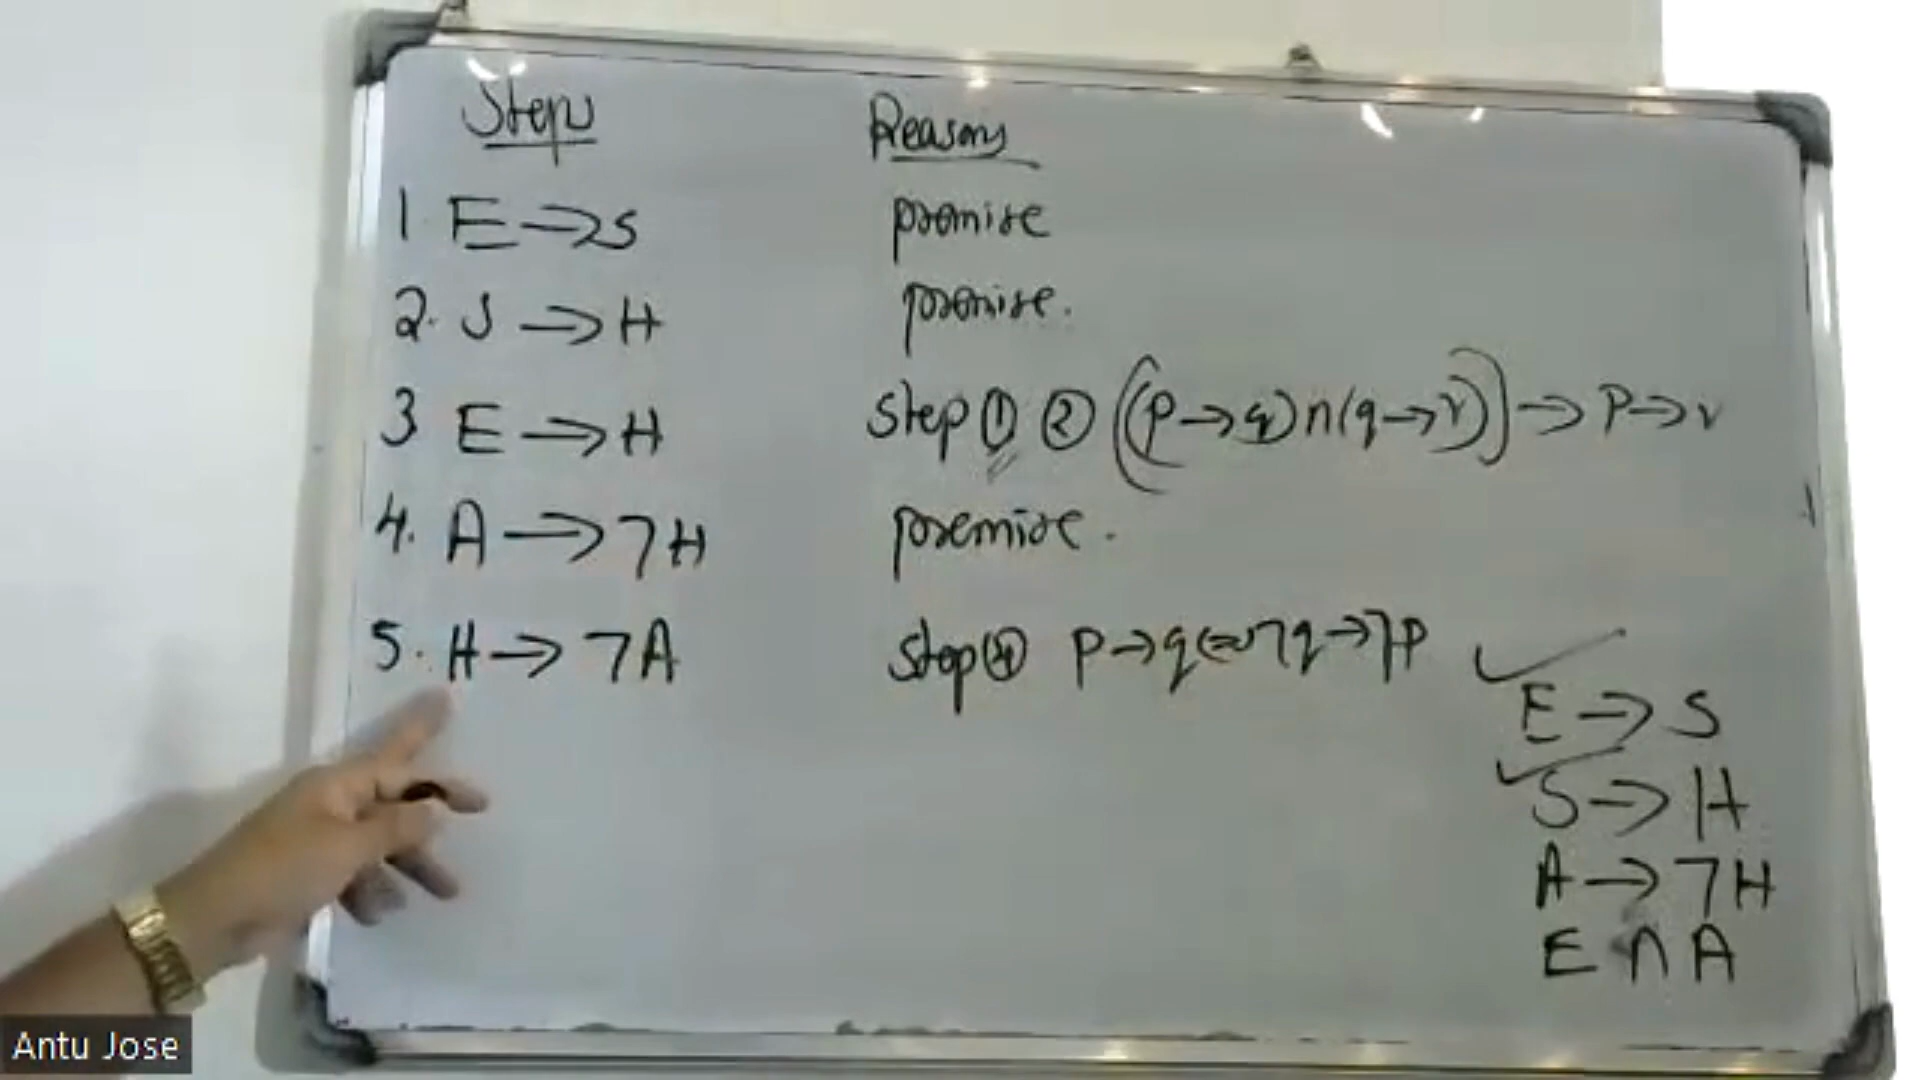 Steps Reasons
1. E → S premise
2. S → H premise.
3 E → H step ① ② ((p → q) ∧ (q → r)) → p → r
4. A → ¬H premise.
5. H → ¬A step ④ p → q ⇔ ¬q → ¬p
✓ E → S
✓ S → H
A → ¬H
E ∧ A
Antu Jose